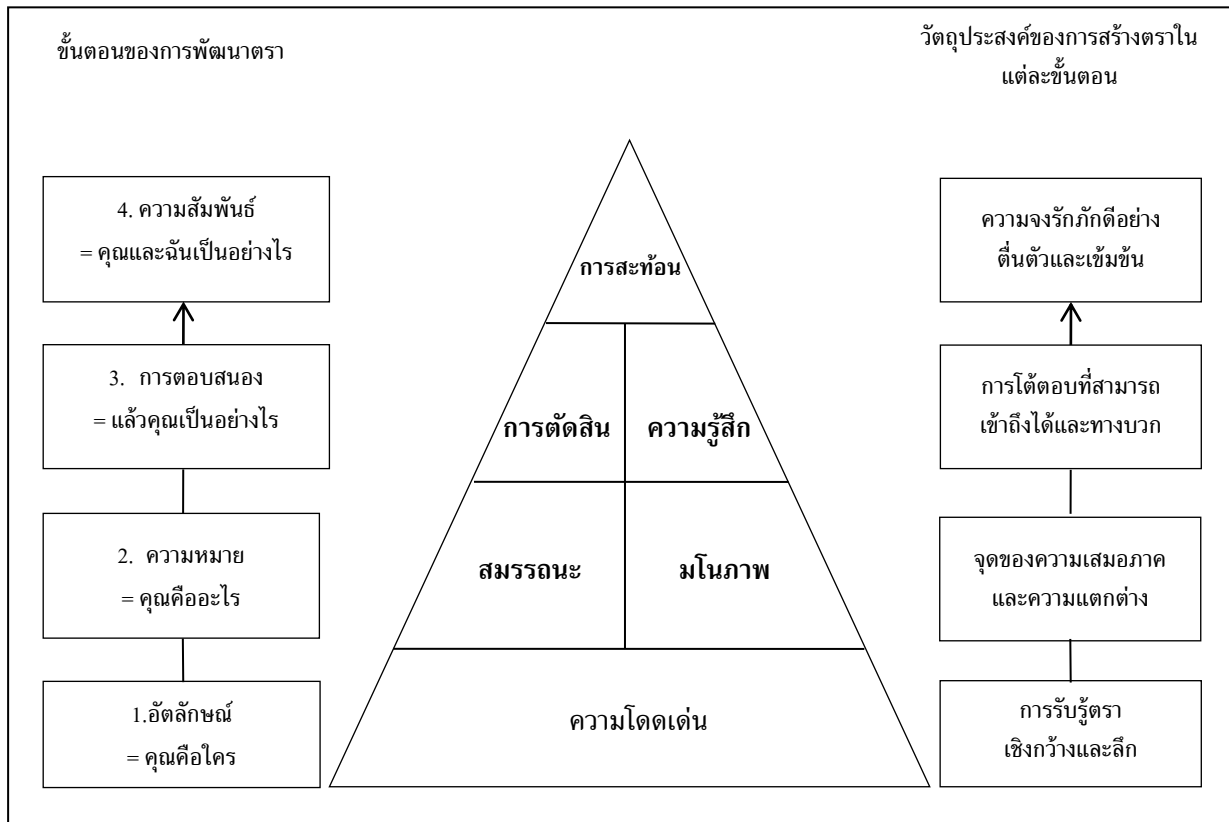 ขั้นตอนของการพัฒนาตรา
วัตถุประสงค์ของการสร้างตราใน
แต่ละขั้นตอน
4. ความสัมพันธ์
= คุณและฉันเป็นอย่างไร
การสะท้อน
ความจงรักภักดีอย่าง
ตื่นตัวและเข้มข้น
3. การตอบสนอง
= แล้วคุณเป็นอย่างไร
การตัดสิน
ความรู้สึก
การโต้ตอบที่สามารถ
เข้าถึงได้และทางบวก
2. ความหมาย
= คุณคืออะไร
สมรรถนะ
มโนภาพ
จุดของความเสมอภาค
และความแตกต่าง
1.อัตลักษณ์
= คุณคือใคร
ความโดดเด่น
การรับรู้ตรา
เชิงกว้างและลึก